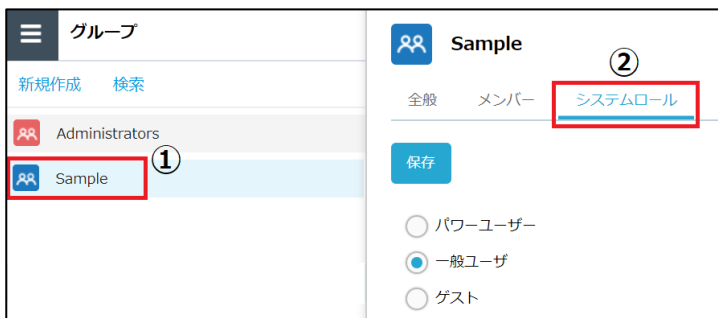 グループ
新規作成 検索
Administrators
①
Sample
Sample
②
全般 メンバー システムロール
保存
パワーユーザー
一般ユーザ
ゲスト